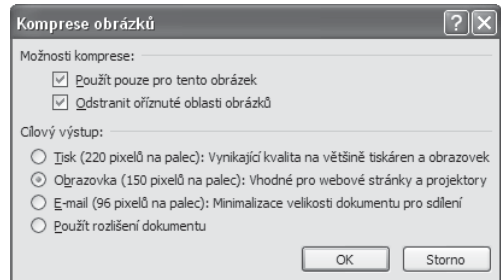 Komprese obrázků
Možnosti komprese:
Použít pouze pro tento obrázek
Odstranit oříznuté oblasti obrázků
Cílový výstup:
Tisk (220 pixelů na palec): Vynikající kvalita na většině tiskáren a obrazovek
Obrazovka (150 pixelů na palec): Vhodné pro webové stránky a projektory
E-mail (96 pixelů na palec): Minimalizace velikosti dokumentu pro sdílení
Použít rozlišení dokumentu
OK Storno